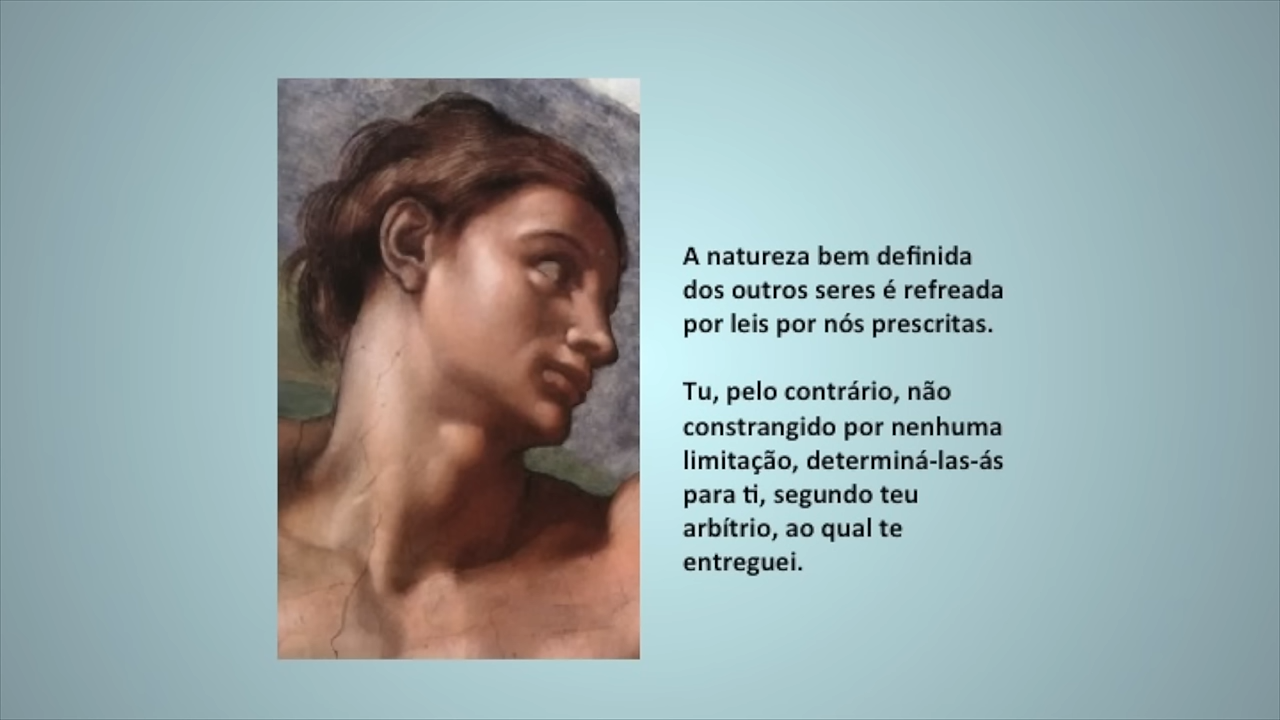 A natureza bem definida
dos outros seres é refreada
por leis por nós prescritas.
Tu, pelo contrário, não
constrangido por nenhuma
limitação, determiná-las-ás
para ti, segundo teu
arbítrio, ao qual te
entreguei.